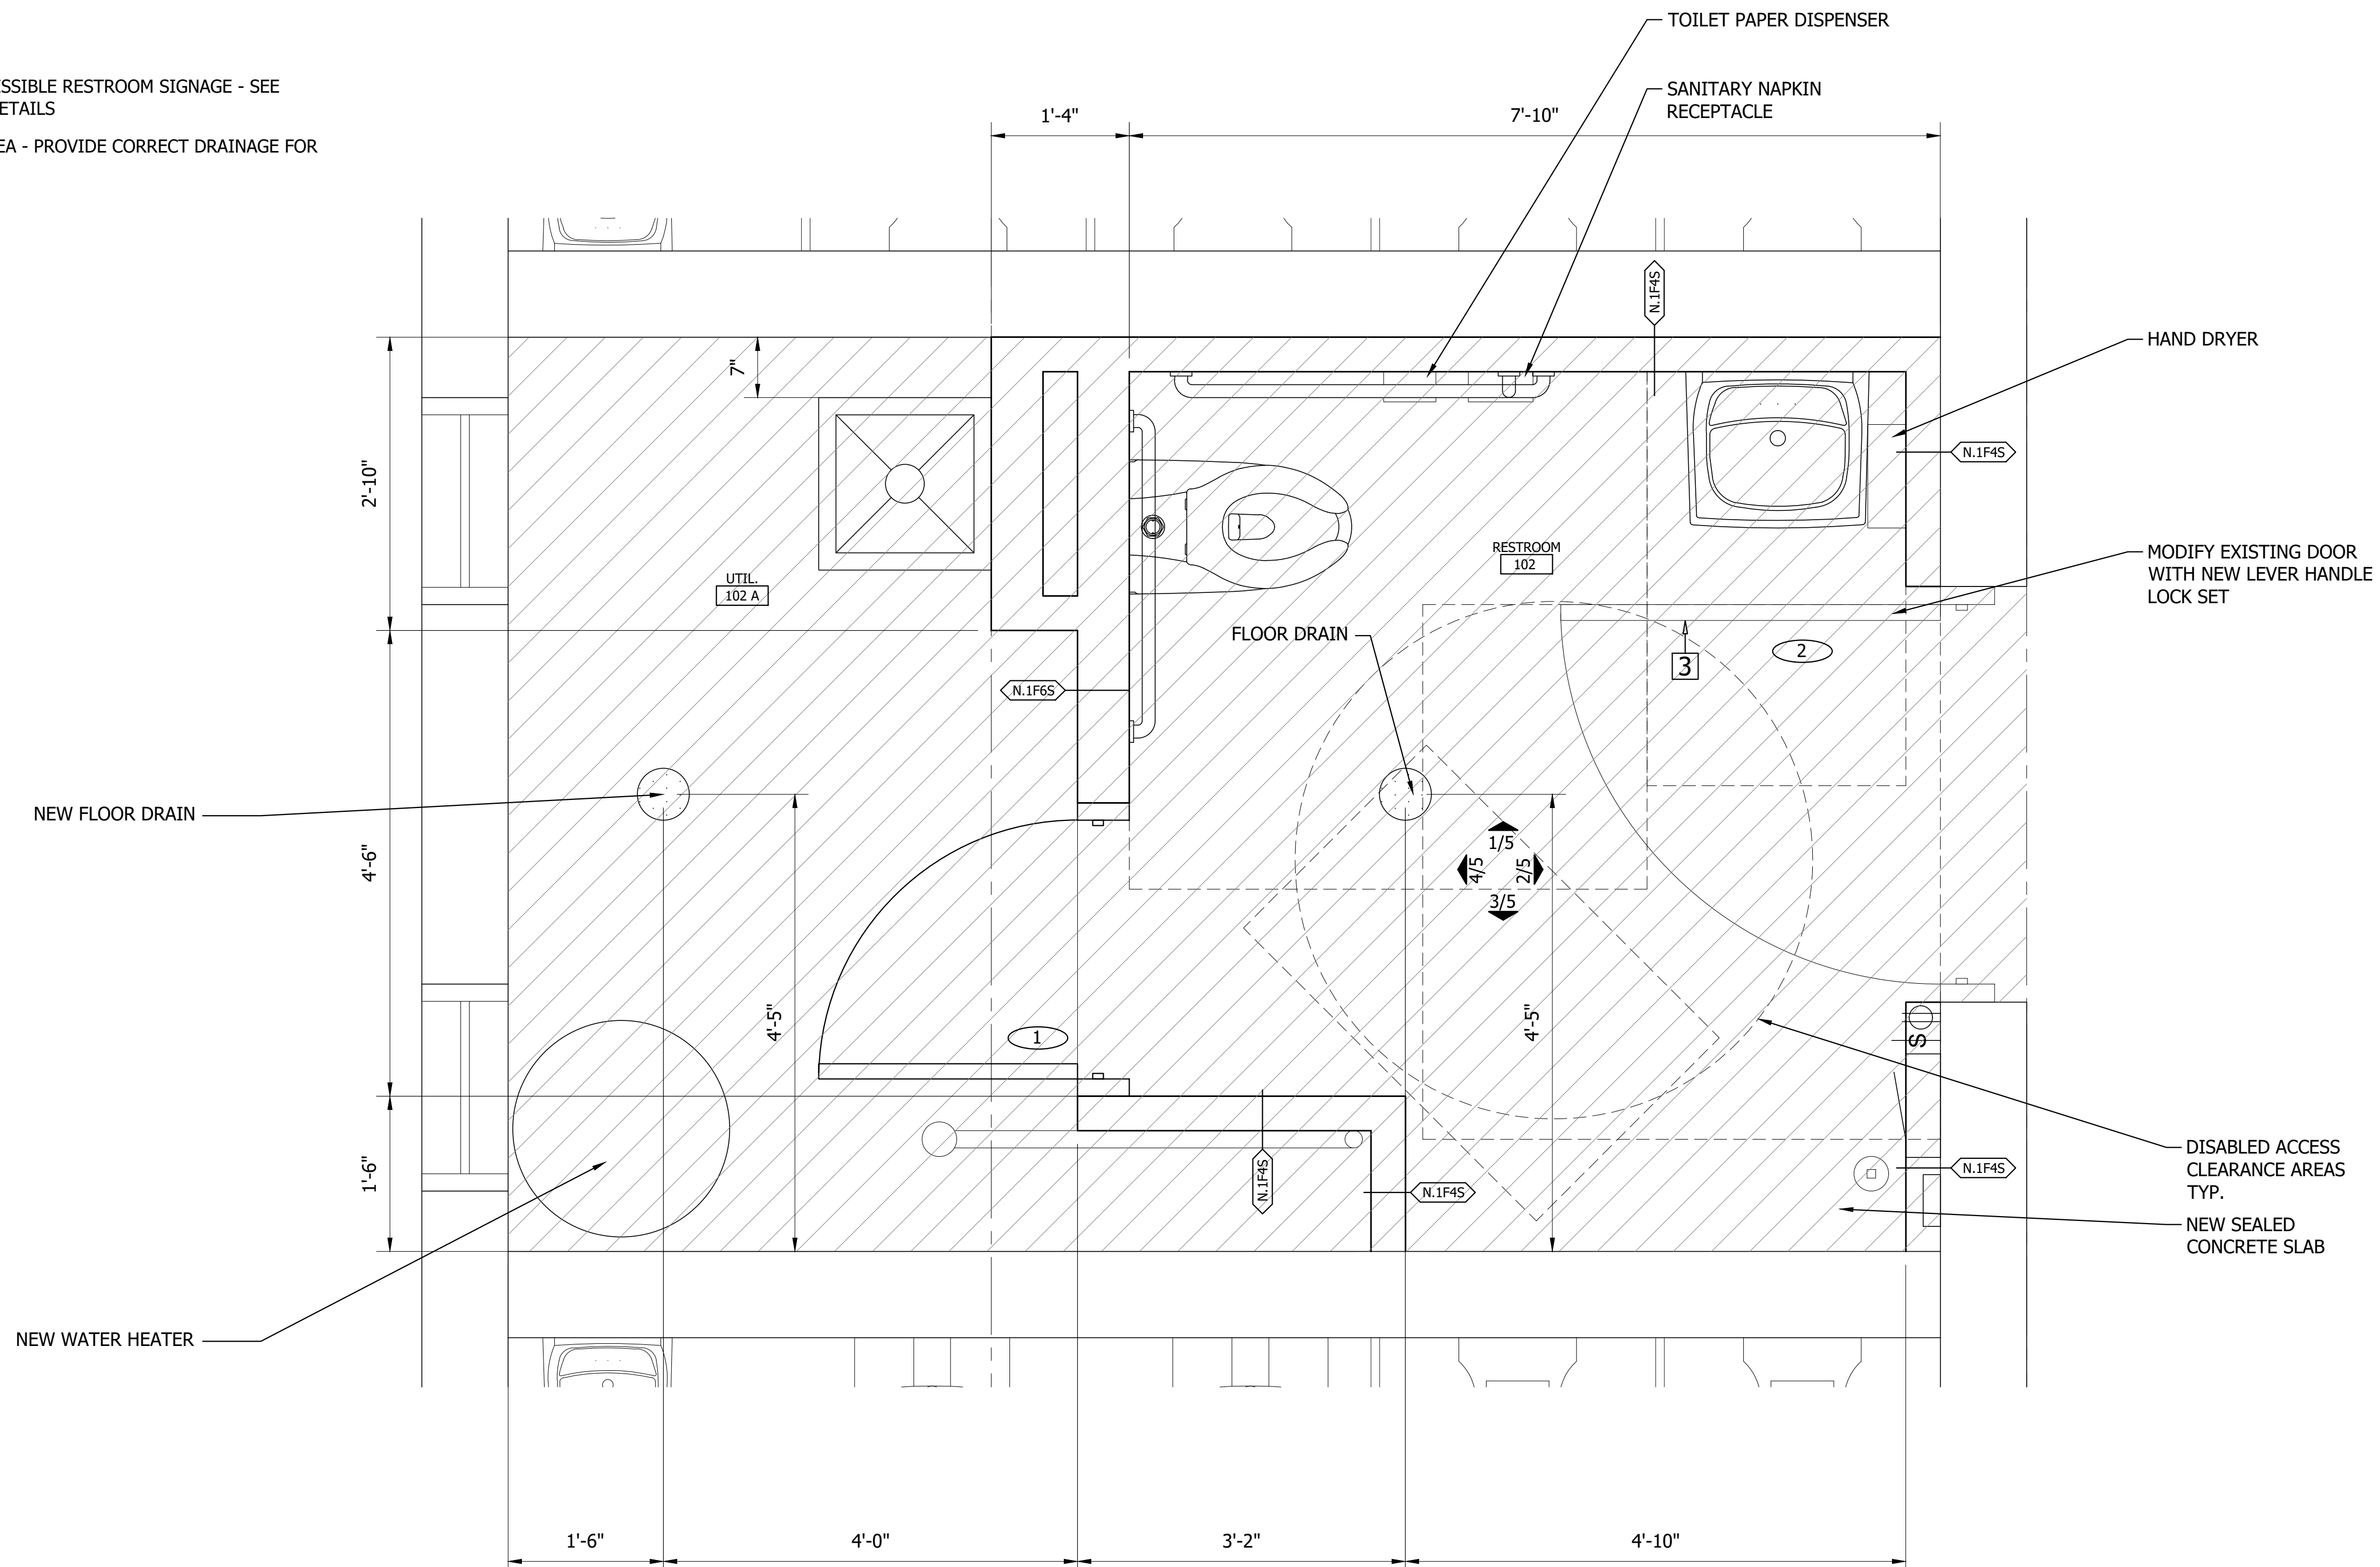 TOILET PAPER DISPENSER
SSIBLE RESTROOM SIGNAGE - SEE
ETAILS
EA - PROVIDE CORRECT DRAINAGE FOR
SANITARY NAPKIN
RECEPTACLE
1'-4"
7'-10"
N.1F4S
HAND DRYER
7"
N.1F4S
2'-10"
RESTROOM
102
UTIL.
102 A
MODIFY EXISTING DOOR
WITH NEW LEVER HANDLE
LOCK SET
FLOOR DRAIN
3
2
N.1F6S
NEW FLOOR DRAIN
4'-6"
1/5
4/5
2/5
3/5
4'-5"
4'-5"
1
S
DISABLED ACCESS
CLEARANCE AREAS
TYP.
N.1F4S
1'-6"
N.1F4S
N.1F4S
NEW SEALED
CONCRETE SLAB
NEW WATER HEATER
1'-6"
4'-0"
3'-2"
4'-10"